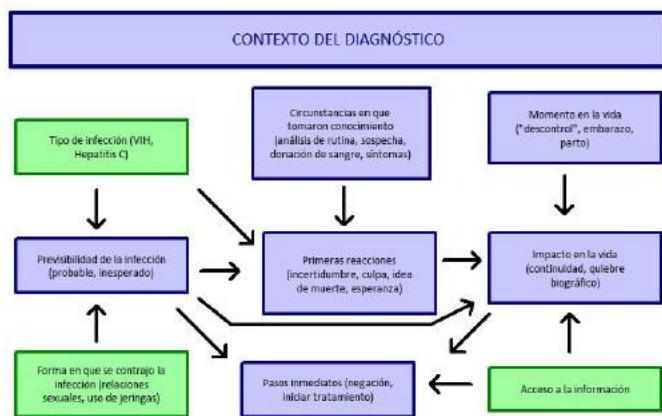 CONTEXTO DEL DIAGNÓSTICO
Circunstancias en que
tomaron conocimiento
(análisis de rutina, sospecha,
donación de sangre, síntomas)
Momento en la vida
("descontrol", embarazo,
parto)
Tipo de infección (VIH,
Hepatitis C)
Previsibilidad de la infección
(probable, inesperado)
Primeras reacciones
(incertidumbre, culpa, idea
de muerte, esperanza)
Impacto en la vida
(continuidad, quiebre
biográfico)
Forma en que se contrajo la
infección (relaciones
sexuales, uso de jeringas)
Pasos inmediatos (negación,
iniciar tratamiento)
Acceso a la información